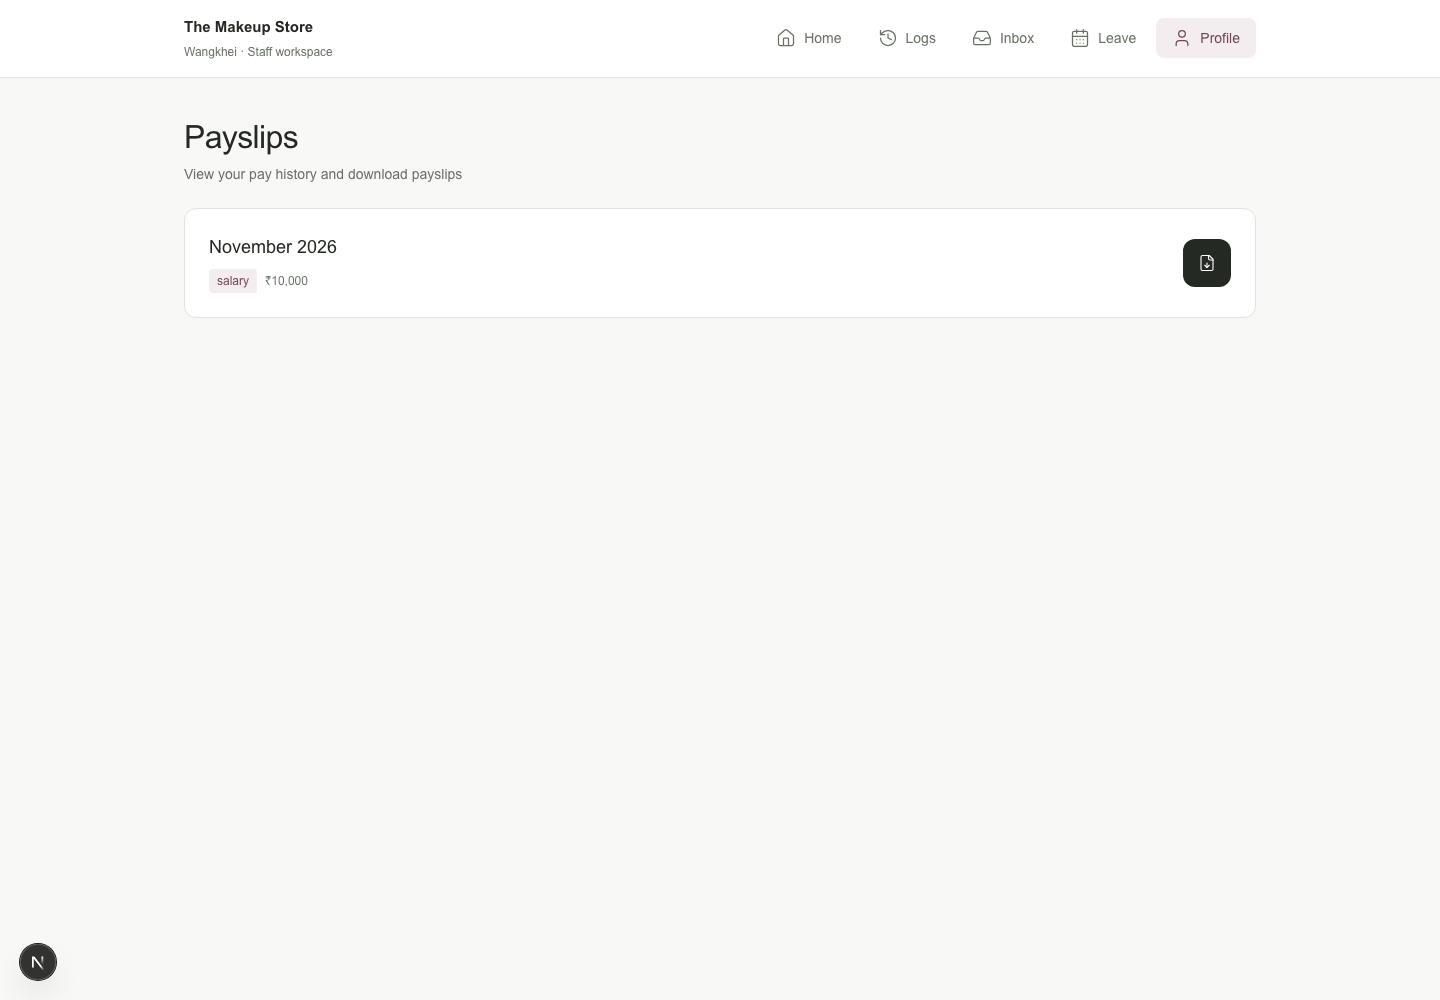 The Makeup Store
Wangkhei · Staff workspace
Home
Logs
Inbox
Leave
Profile
Payslips
View your pay history and download payslips
November 2026
salary
₹10,000
N